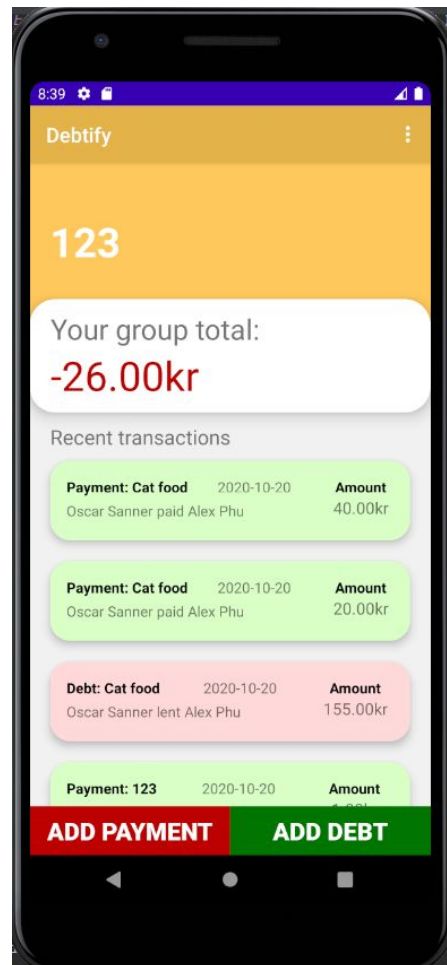 8:39
Debtify
123
Your group total:
-26.00kr
Recent transactions
Payment: Cat food 2020-10-20 Amount
Oscar Sanner paid Alex Phu 40.00kr
Payment: Cat food 2020-10-20 Amount
Oscar Sanner paid Alex Phu 20.00kr
Debt: Cat food 2020-10-20 Amount
Oscar Sanner lent Alex Phu 155.00kr
Payment: 123 2020-10-20 Amount
ADD PAYMENT ADD DEBT